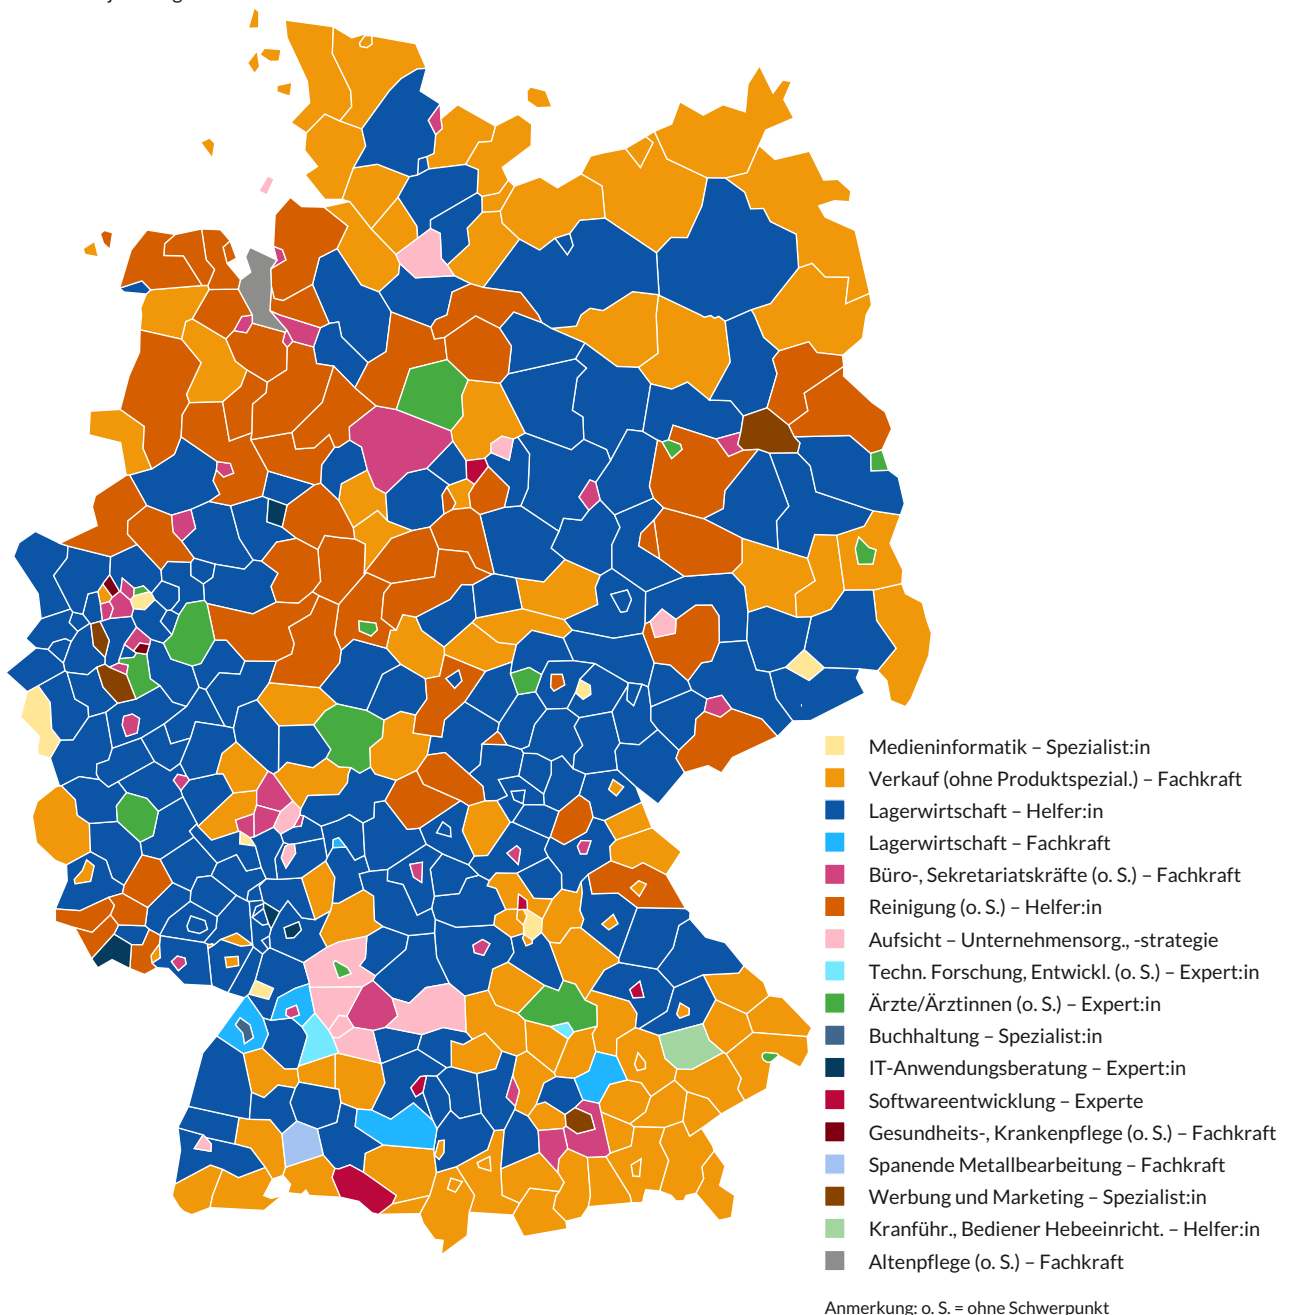 Medieninformatik – Spezialist:in
Verkauf (ohne Produktspezial.) – Fachkraft
Lagerwirtschaft – Helfer:in
Lagerwirtschaft – Fachkraft
Büro-, Sekretariatskräfte (o. S.) – Fachkraft
Reinigung (o. S.) – Helfer:in
Aufsicht – Unternehmensorg., -strategie
Techn. Forschung, Entwickl. (o. S.) – Expert:in
Ärzte/Ärztinnen (o. S.) – Expert:in
Buchhaltung – Spezialist:in
IT-Anwendungsberatung – Expert:in
Softwareentwicklung – Experte
Gesundheits-, Krankenpflege (o. S.) – Fachkraft
Spanende Metallbearbeitung – Fachkraft
Werbung und Marketing – Spezialist:in
Kranführ., Bediener Hebeeinricht. – Helfer:in
Altenpflege (o. S.) – Fachkraft
Anmerkung: o. S. = ohne Schwerpunkt